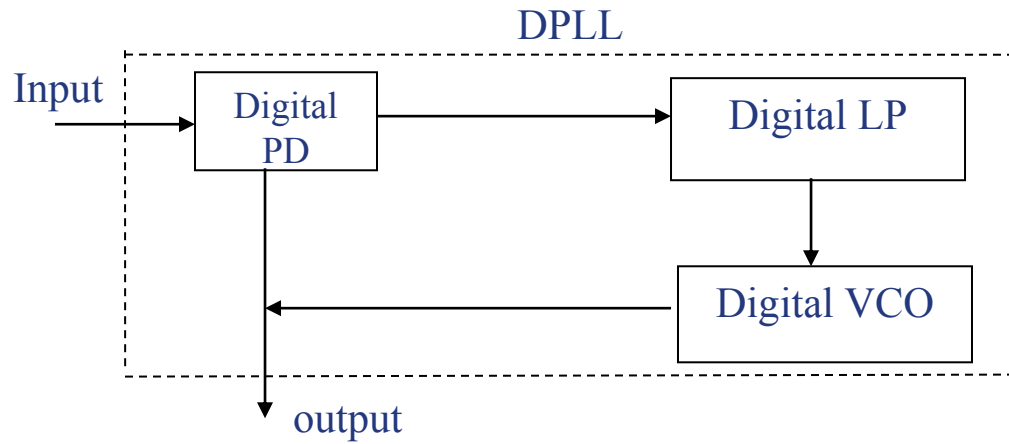 DPLL
Input
Digital
PD
Digital LP
Digital VCO
output